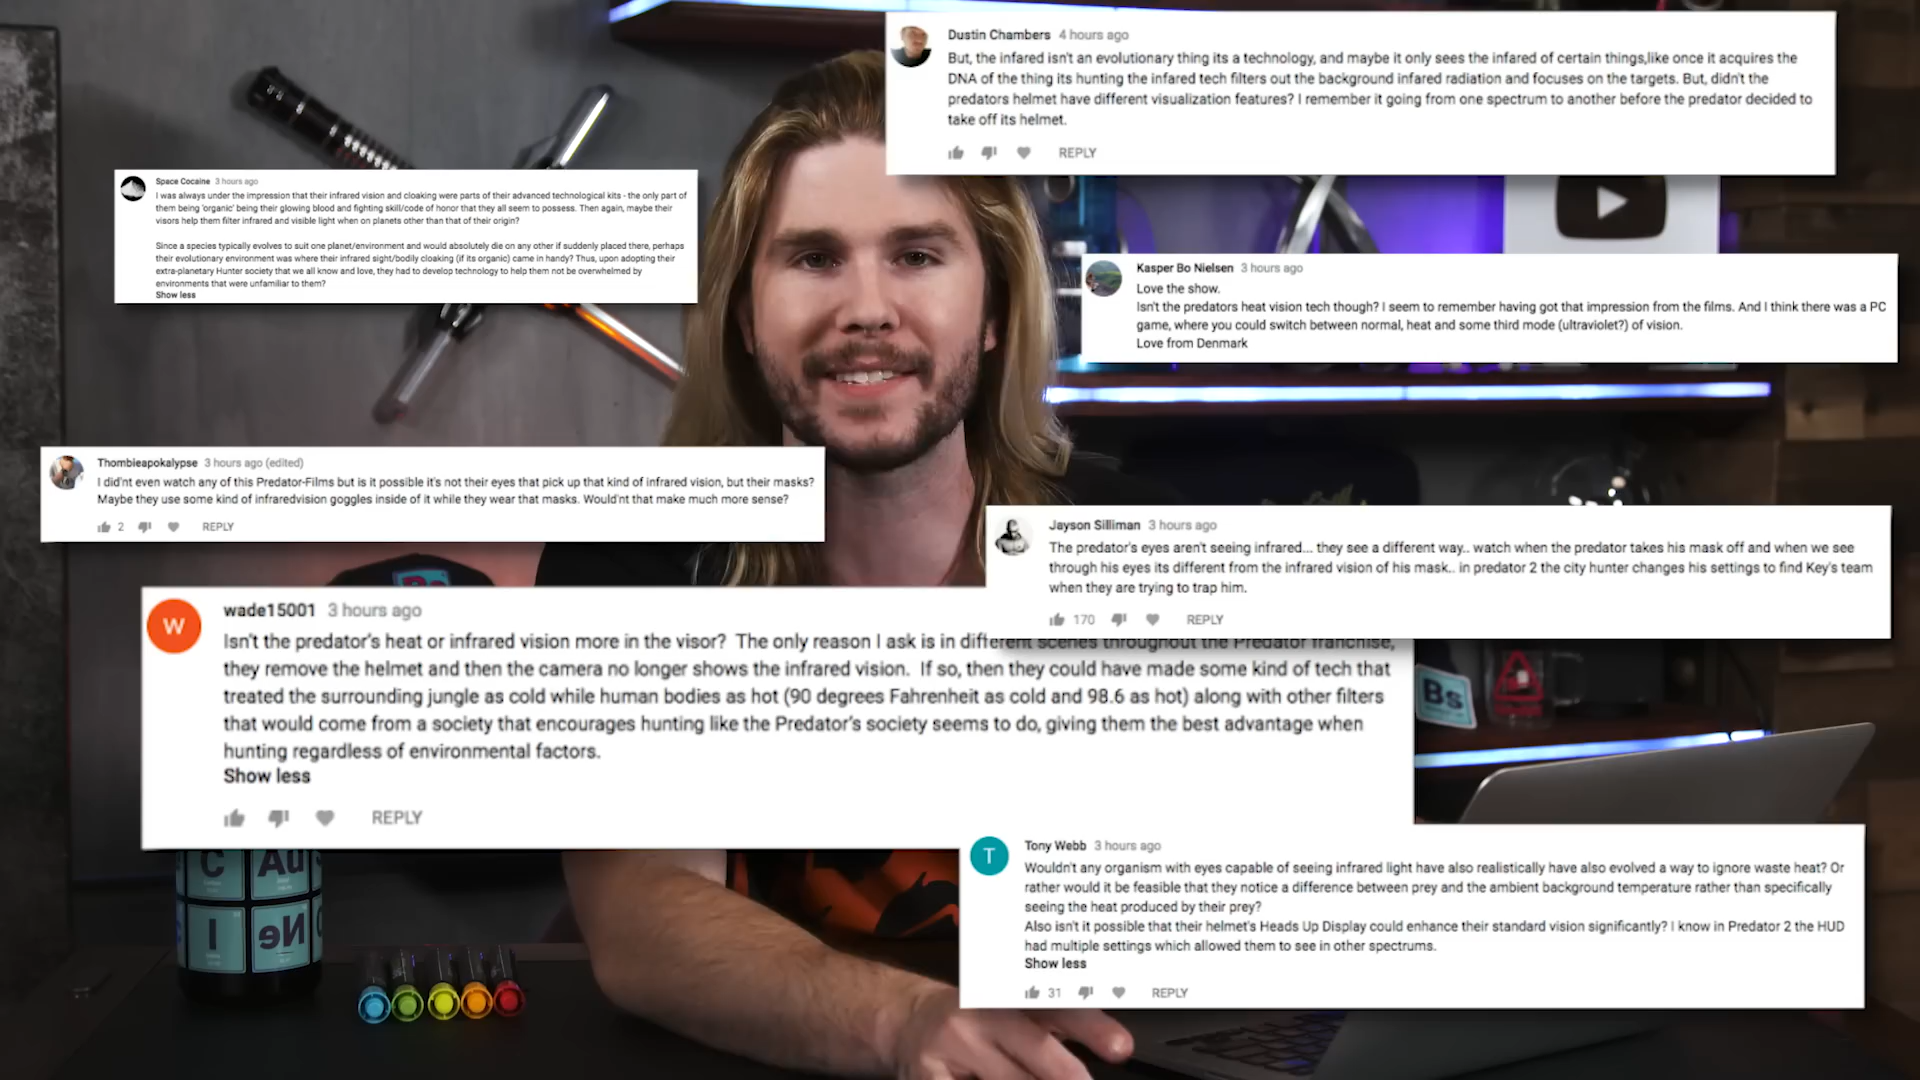 Dustin Chambers 4 hours ago
But, the infared isn't an evolutionary thing its a technology, and maybe it only sees the infared of certain things,like once it acquires the
DNA of the thing its hunting the infared tech filters out the background infared radiation and focuses on the targets. But, didn't the
predators helmet have different visualization features? I remember it going from one spectrum to another before the predator decided to
take off its helmet.
REPLY
Space Cocaine 3 hours ago
I was always under the impression that their infrared vision and cloaking were parts of their advanced technological kits - the only part of
them being 'organic' being their glowing blood and fighting skill/code of honor that they all seem to possess. Then again, maybe their
visors help them filter infrared and visible light when on planets other than that of their origin?
Since a species typically evolves to suit one planet/environment and would absolutely die on any other if suddenly placed there, perhaps
their evolutionary environment was where their infrared sight/bodily cloaking (if its organic) came in handy? Thus, upon adopting their
extra-planetary Hunter society that we all know and love, they had to develop technology to help them not be overwhelmed by
environments that were unfamiliar to them?
Show less
Kasper Bo Nielsen 3 hours ago
Love the show.
Isn't the predators heat vision tech though? I seem to remember having got that impression from the films. And I think there was a PC
game, where you could switch between normal, heat and some third mode (ultraviolet?) of vision.
Love from Denmark
Thombieapokalypse 3 hours ago (edited)
I did'nt even watch any of this Predator-Films but is it possible it's not their eyes that pick up that kind of infrared vision, but their masks?
Maybe they use some kind of infraredvision goggles inside of it while they wear that masks. Would'nt that make much more sense?
2 REPLY
Jayson Silliman 3 hours ago
The predator's eyes aren't seeing infrared... they see a different way.. watch when the predator takes his mask off and when we see
through his eyes its different from the infrared vision of his mask.. in predator 2 the city hunter changes his settings to find Key's team
when they are trying to trap him.
170 REPLY
W
wade15001 3 hours ago
Isn't the predator's heat or infrared vision more in the visor? The only reason I ask is in different scenes throughout the Predator franchise,
they remove the helmet and then the camera no longer shows the infrared vision. If so, then they could have made some kind of tech that
treated the surrounding jungle as cold while human bodies as hot (90 degrees Fahrenheit as cold and 98.6 as hot) along with other filters
that would come from a society that encourages hunting like the Predator's society seems to do, giving them the best advantage when
hunting regardless of environmental factors.
Show less
REPLY
Bs
T
Tony Webb 3 hours ago
Wouldn't any organism with eyes capable of seeing infrared light have also realistically have also evolved a way to ignore waste heat? Or
rather would it be feasible that they notice a difference between prey and the ambient background temperature rather than specifically
seeing the heat produced by their prey?
Also isn't it possible that their helmet's Heads Up Display could enhance their standard vision significantly? I know in Predator 2 the HUD
had multiple settings which allowed them to see in other spectrums.
Show less
31 REPLY
C Au
I Ne